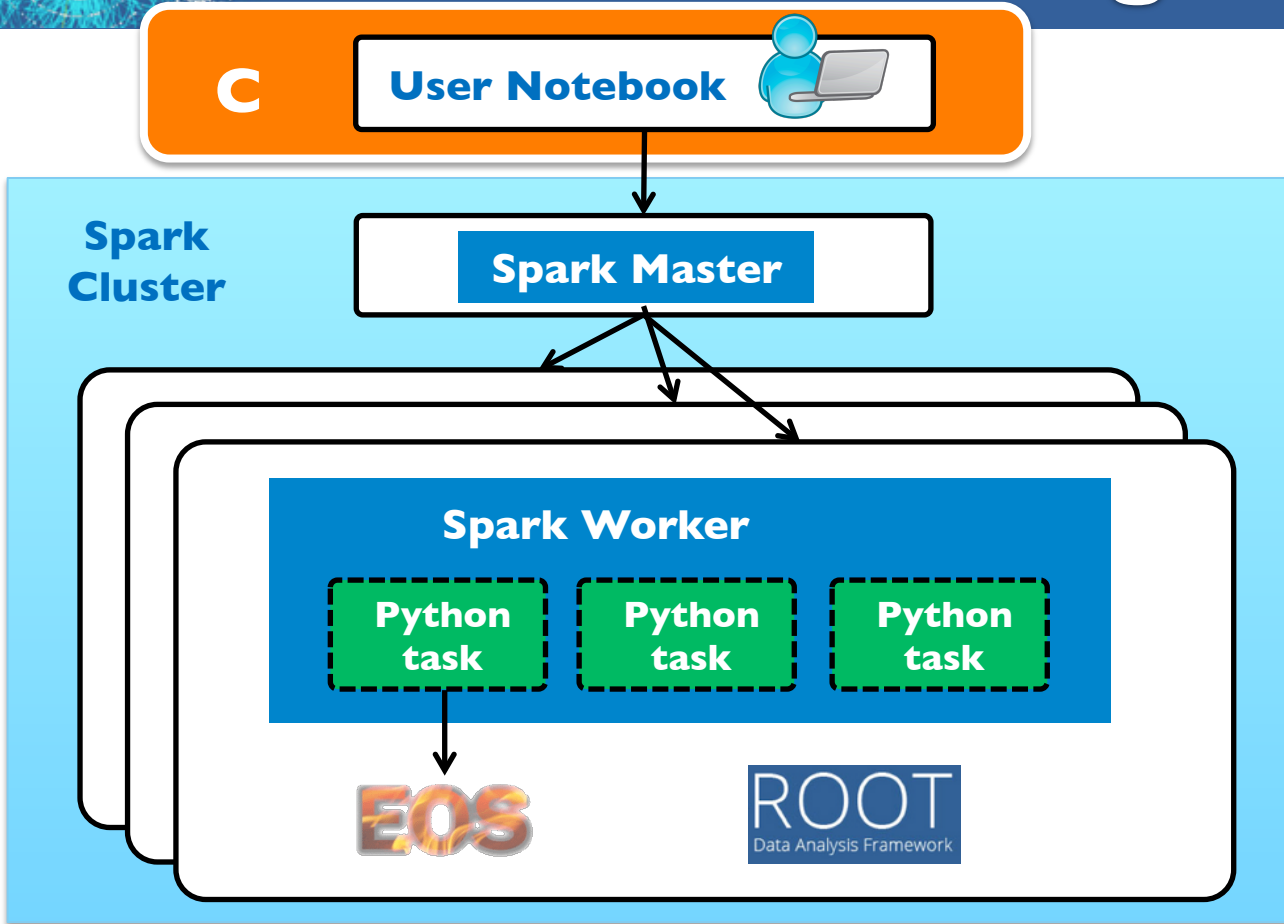 C
User Notebook
Spark
Cluster
Spark Master
Spark Worker
Python
task
Python
task
Python
task
EOS
ROOT
Data Analysis Framework